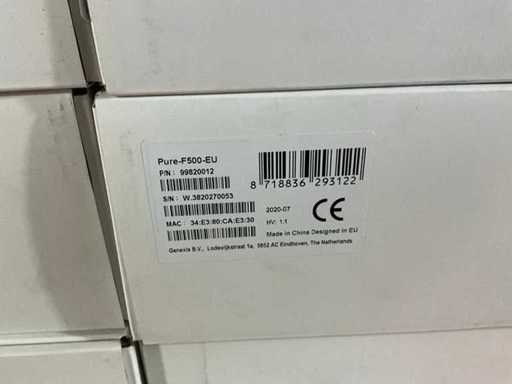 Pure-F500-EU
P/N : 99820012
S/N : W.3820270053
MAC : 34:E3:80:CA:E3:30
8 718836 293122
2020-07
HV: 1.1
CE
Made in China Designed in EU
Genexis B.V., Lodewijkstraat 1a, 5652 AC Eindhoven, The Netherlands